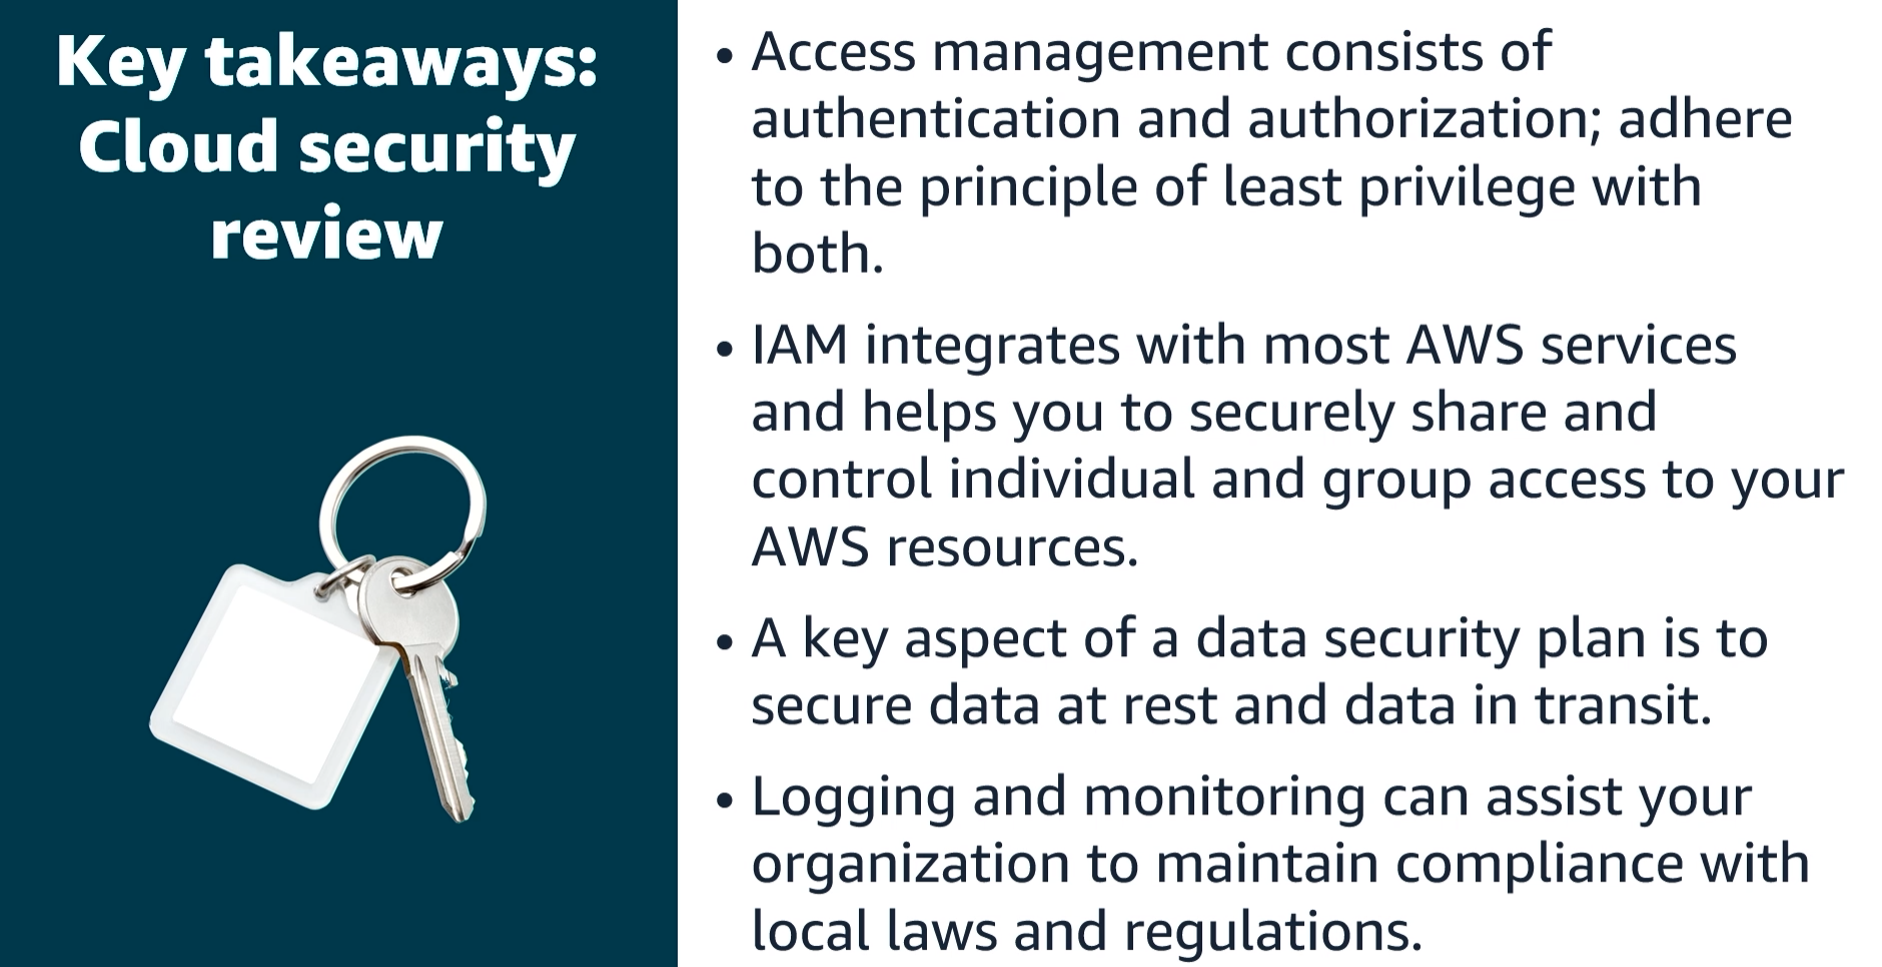 Key takeaways:
Cloud security
review
• Access management consists of
authentication and authorization; adhere
to the principle of least privilege with
both.
• IAM integrates with most AWS services
and helps you to securely share and
control individual and group access to your
AWS resources.
• A key aspect of a data security plan is to
secure data at rest and data in transit.
• Logging and monitoring can assist your
organization to maintain compliance with
local laws and regulations.